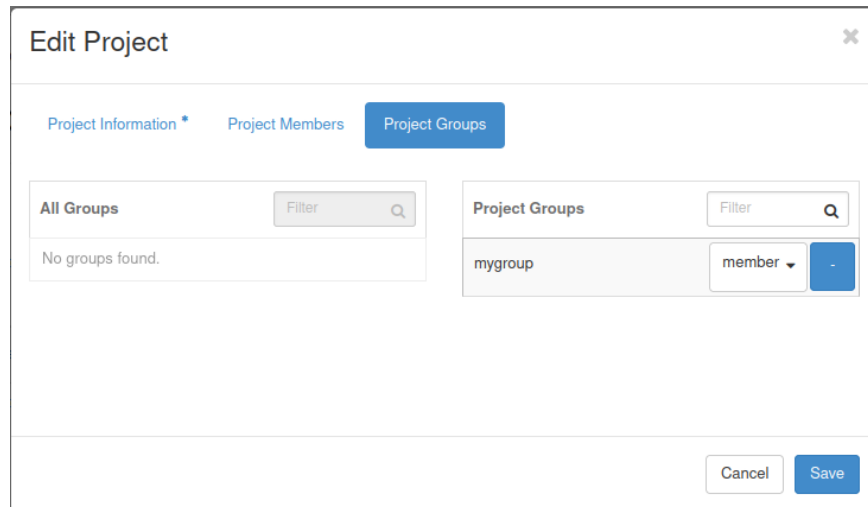 Edit Project
Project Information *
Project Members
Project Groups
All Groups
Filter
No groups found.
Project Groups
Filter
mygroup
member
-
Cancel
Save